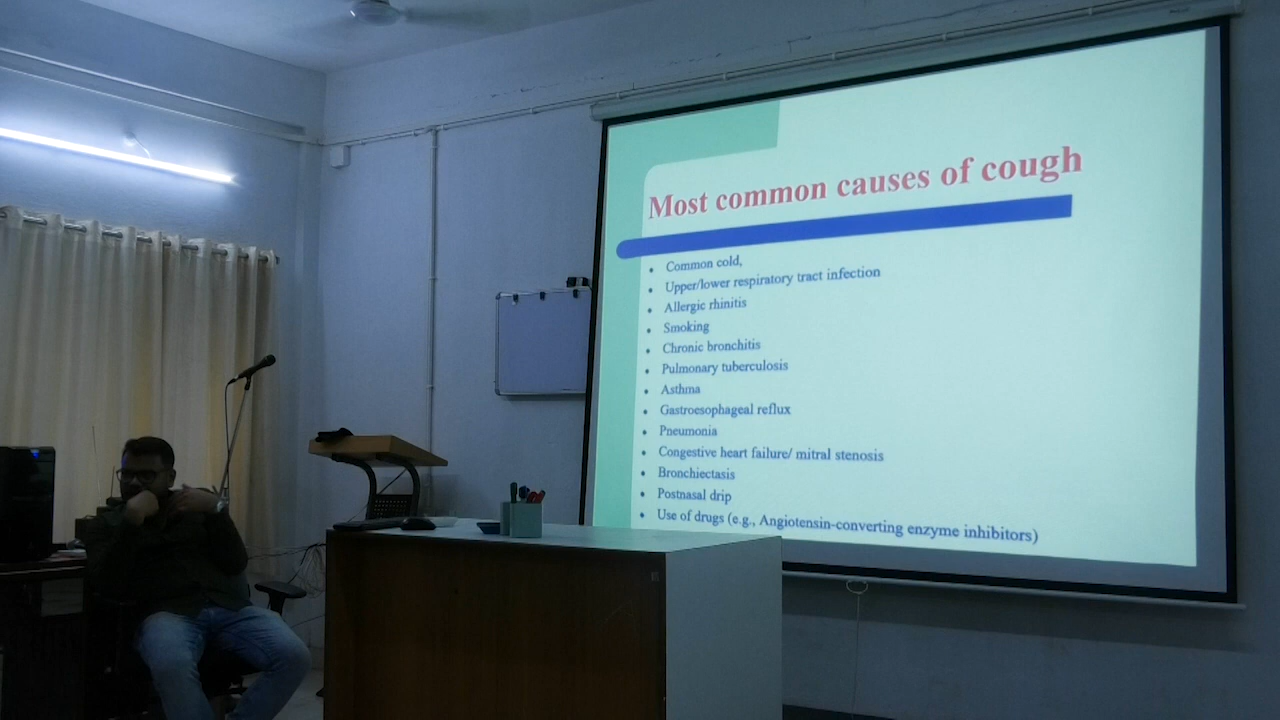 Most common causes of cough
• Common cold,
• Upper/lower respiratory tract infection
• Allergic rhinitis
• Smoking
• Chronic bronchitis
• Pulmonary tuberculosis
• Asthma
• Gastroesophageal reflux
• Pneumonia
• Congestive heart failure/ mitral stenosis
• Bronchiectasis
• Postnasal drip
• Use of drugs (e.g., Angiotensin-converting enzyme inhibitors)